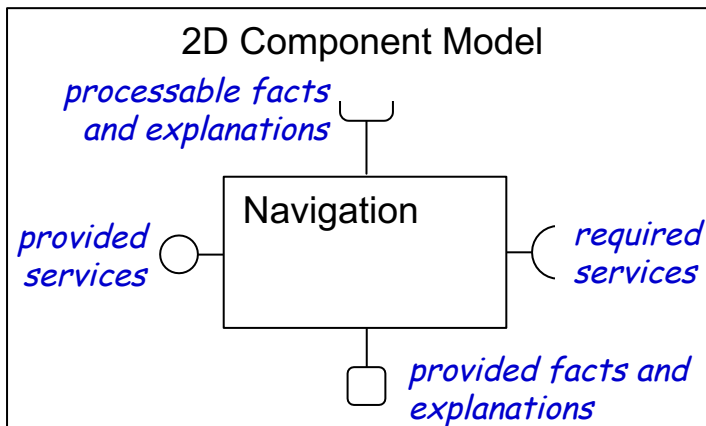 2D Component Model
processable facts
and explanations
Navigation
provided
services
required
services
provided facts and
explanations